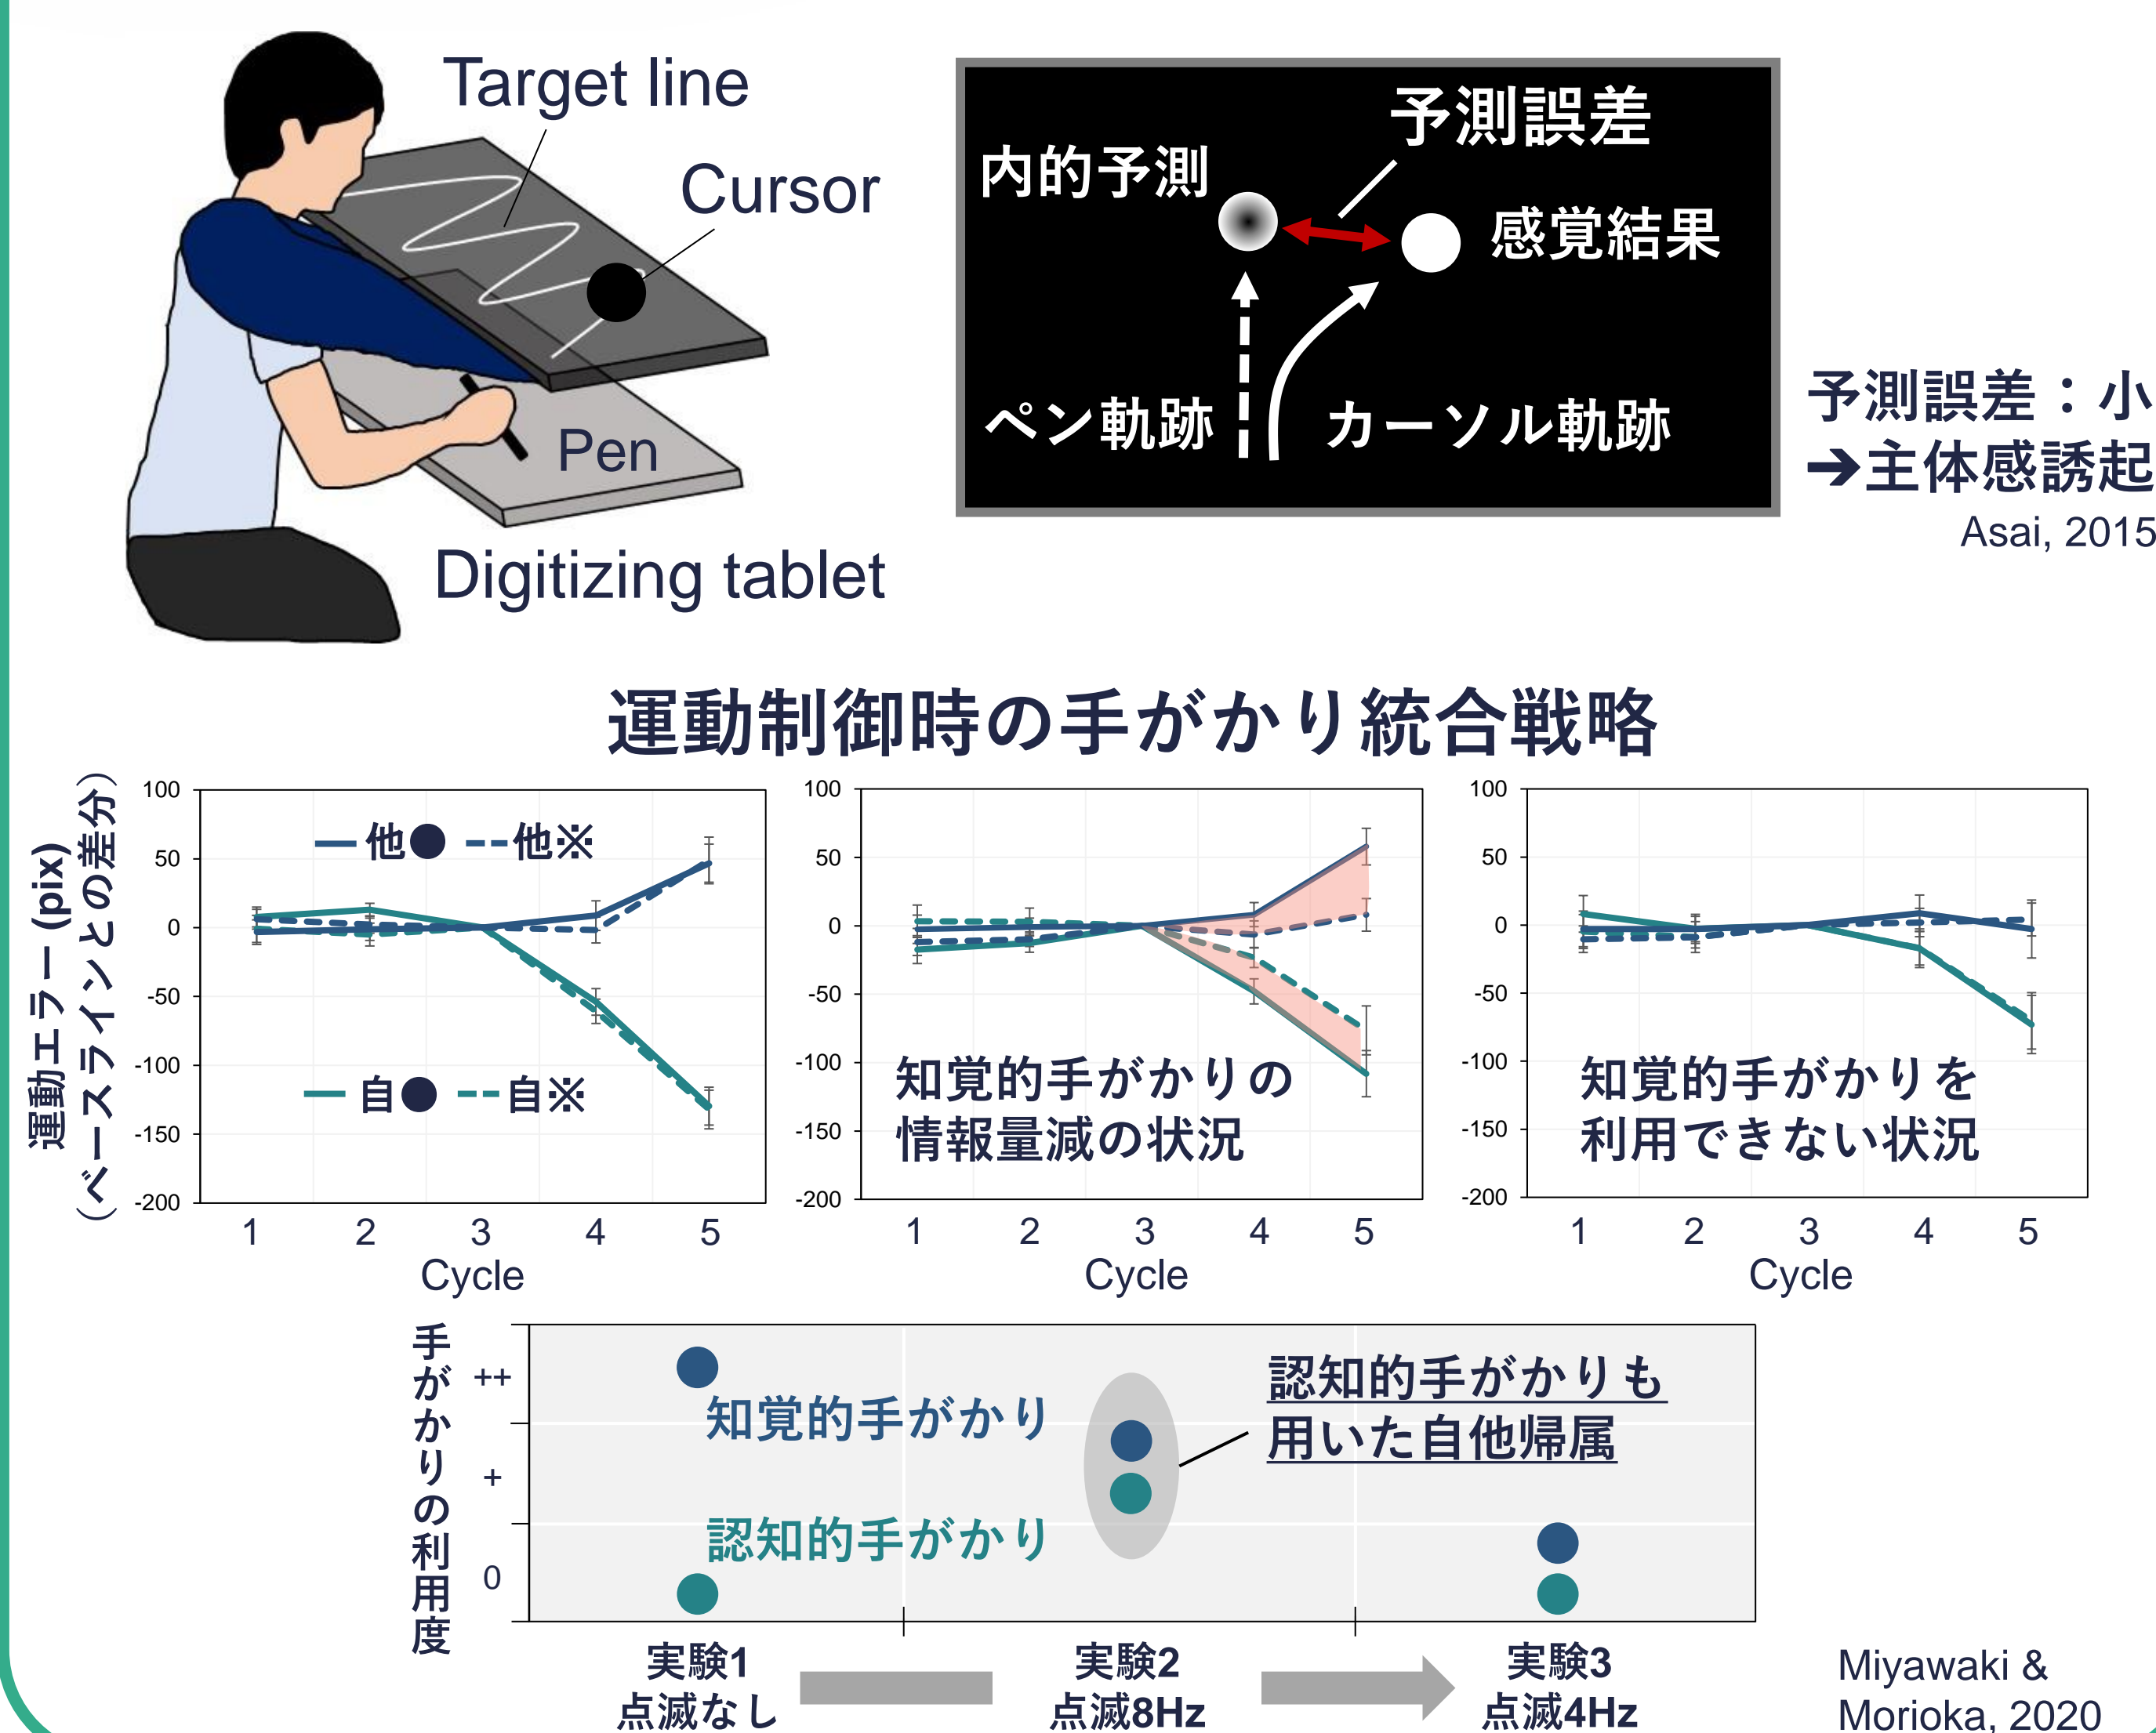 Target line
Cursor
Pen
Digitizing tablet
予測誤差
内的予測
感覚結果
ペン軌跡
カーソル軌跡
予測誤差：小
➔主体感誘起
Asai, 2015
運動制御時の手がかり統合戦略
運動エラー (pix)
（ベースラインとの差分）
100
50
0
-50
-100
-150
-200
他● 他※
自● 自※
1 2 3 4 5
Cycle
100
50
0
-50
-100
-150
-200
知覚的手がかりの
情報量減の状況
1 2 3 4 5
Cycle
100
50
0
-50
-100
-150
-200
知覚的手がかりを
利用できない状況
1 2 3 4 5
Cycle
手がかりの利用度
++
+
0
知覚的手がかり
認知的手がかり
認知的手がかりも
用いた自他帰属
実験1
点滅なし
実験2
点滅8Hz
実験3
点滅4Hz
Miyawaki &
Morioka, 2020